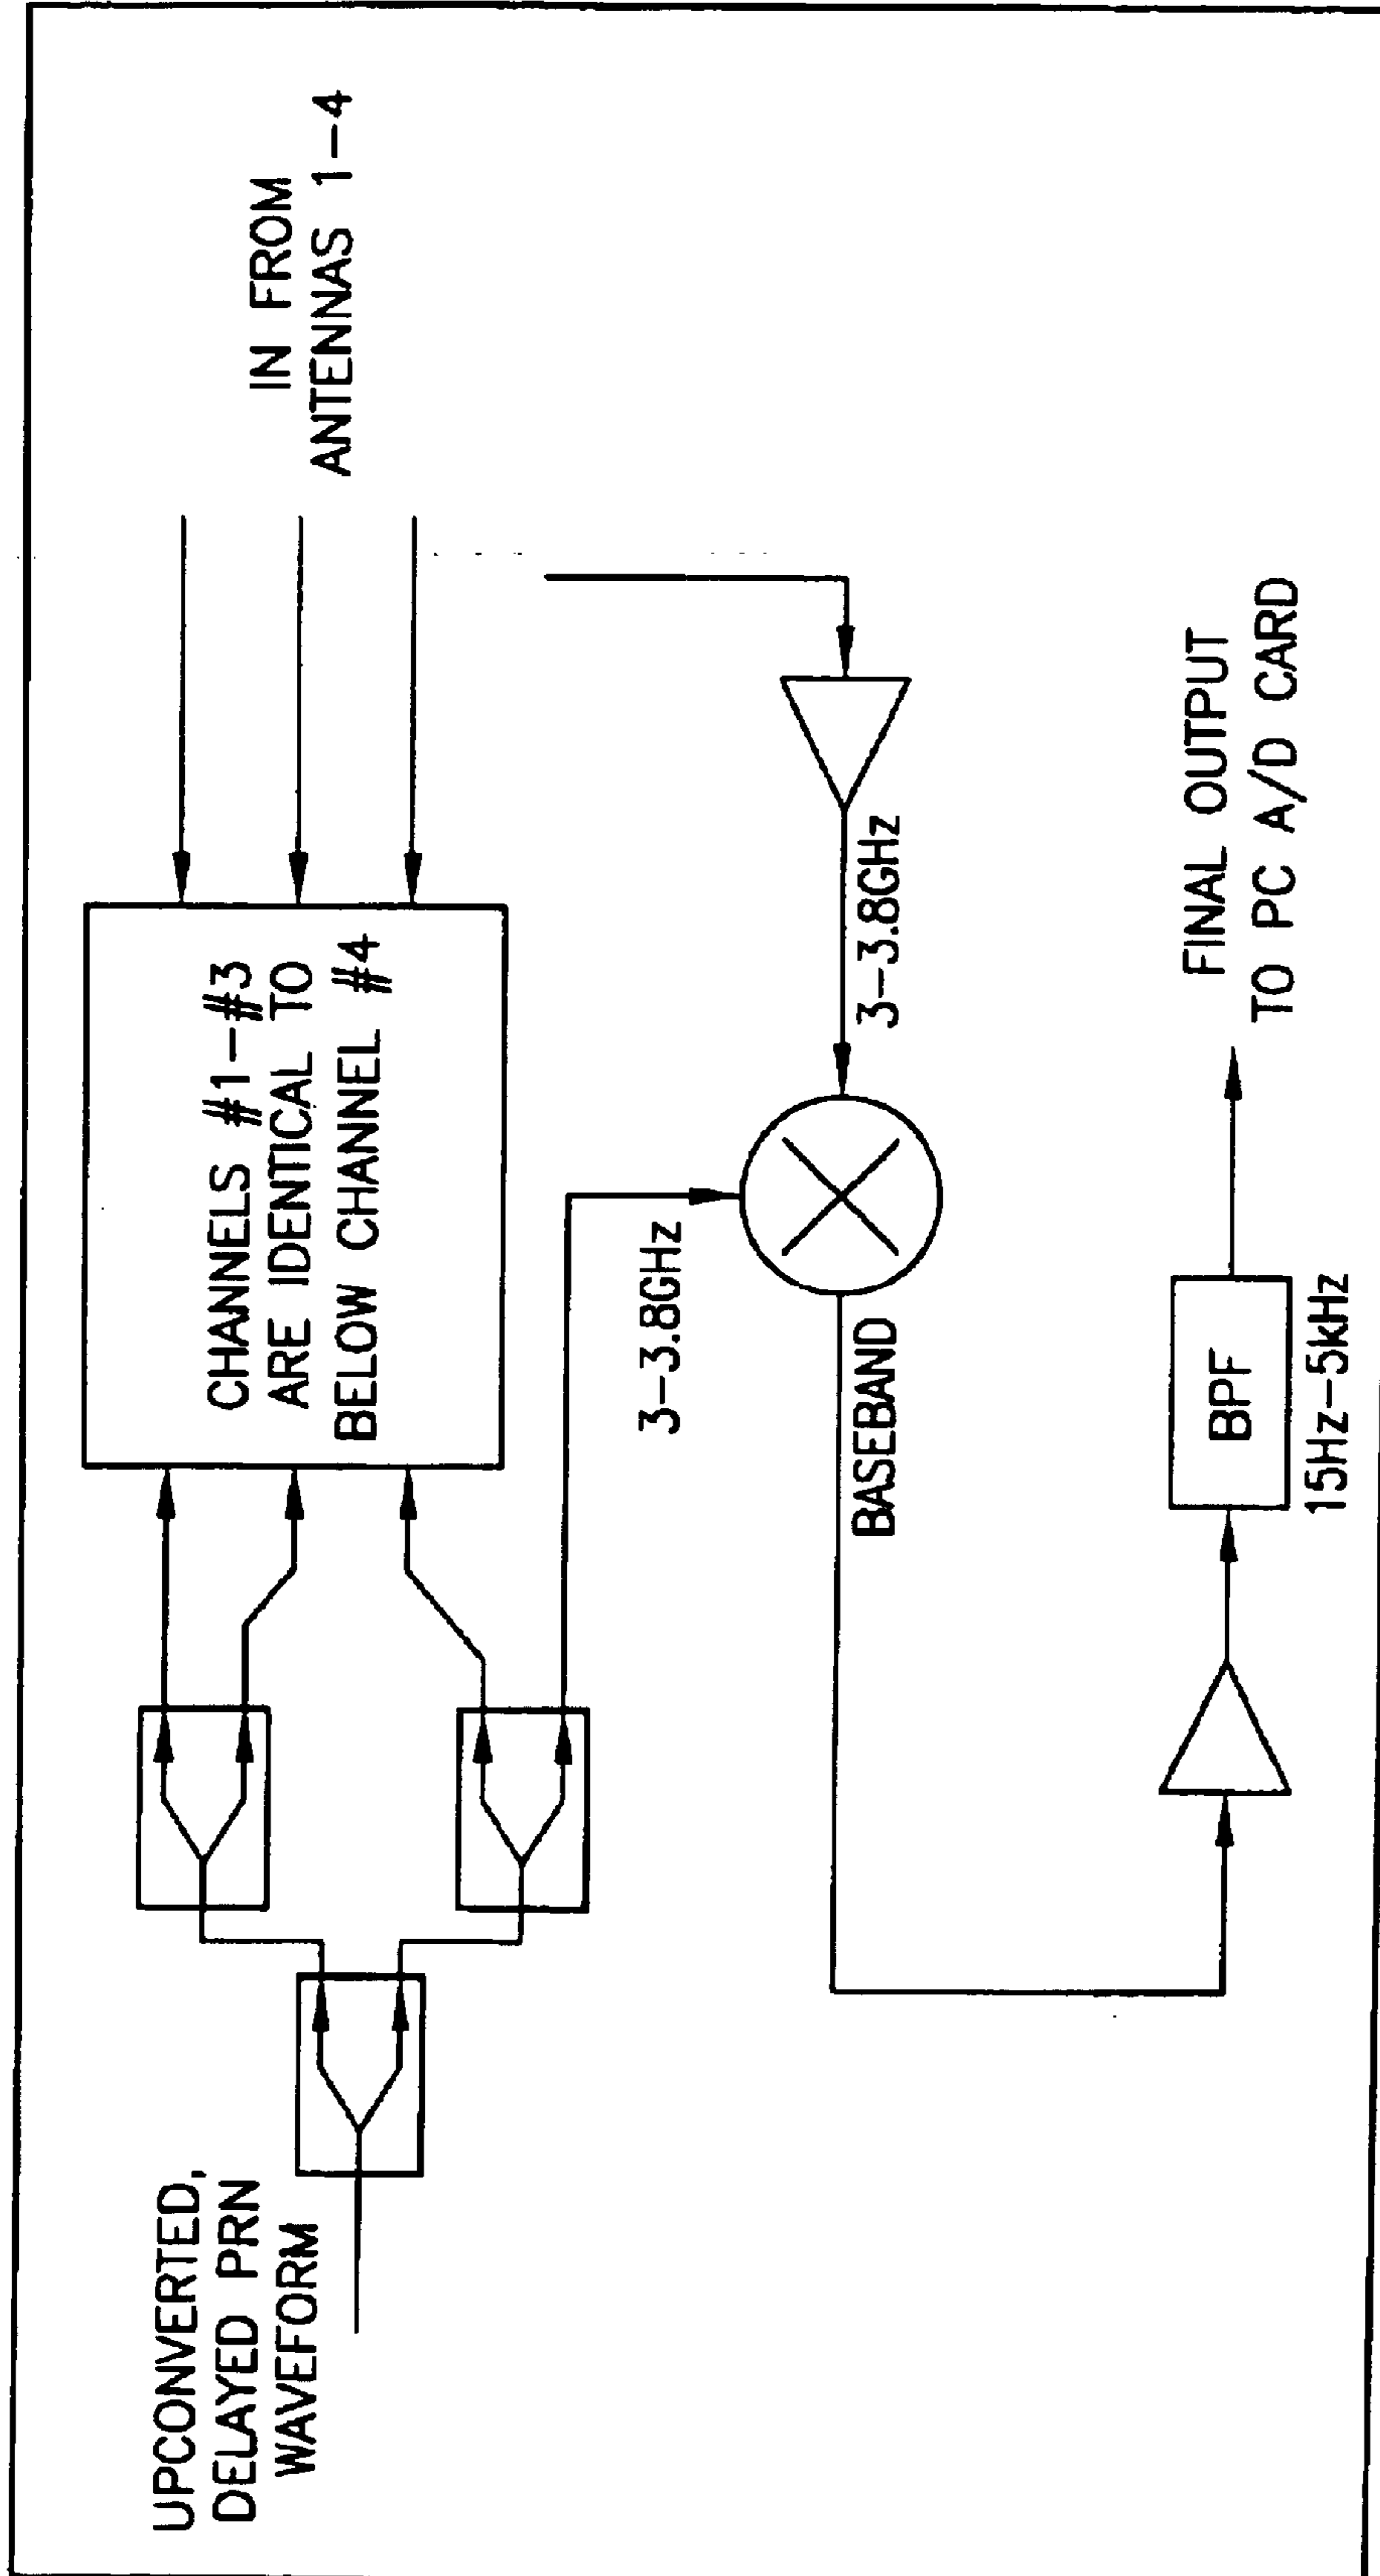 UPCONVERTED,
DELAYED PRN
WAVEFORM
CHANNELS #1-#3
ARE IDENTICAL TO
BELOW CHANNEL #4
IN FROM
ANTENNAS 1-4
3-3.8GHz
3-3.8GHz
BASEBAND
BPF
15Hz-5kHz
FINAL OUTPUT
TO PC A/D CARD